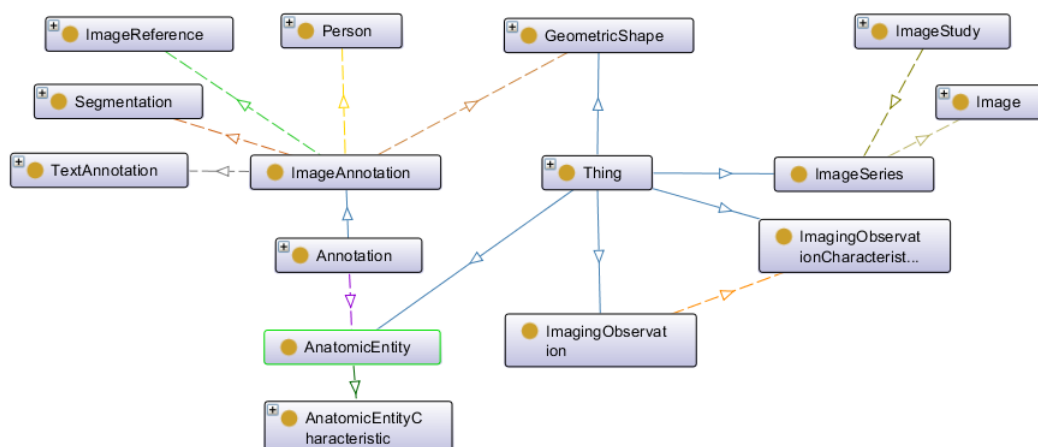 ImageReference
Person
GeometricShape
ImageStudy
Segmentation
Image
TextAnnotation
ImageAnnotation
Thing
ImageSeries
Annotation
ImagingObservat
ionCharacterist...
AnatomicEntity
ImagingObservat
ion
AnatomicEntityC
haracteristic